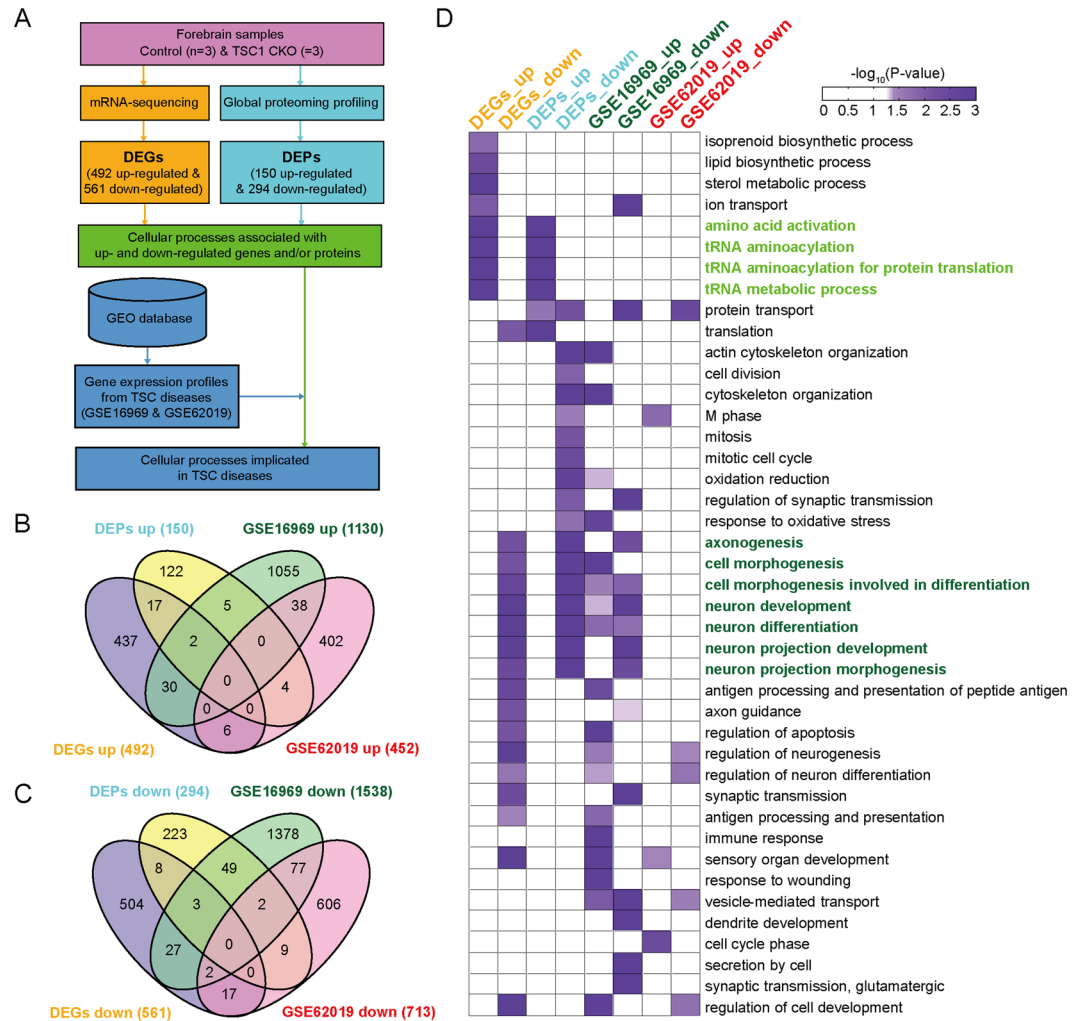 A
Forebrain samples
Control (n=3) & TSC1 CKO (=3)
mRNA-sequencing
Global proteoming profiling
DEGs
(492 up-regulated &
561 down-regulated)
DEPs
(150 up-regulated
& 294 down-regulated)
Cellular processes associated with
up- and down-regulated genes and/or proteins
GEO database
Gene expression profiles
from TSC diseases
(GSE16969 & GSE62019)
Cellular processes implicated
in TSC diseases
B
DEPs up (150)
GSE16969 up (1130)
122
1055
17
5
38
437
2
0
402
30
0
4
0
0
6
DEGs up (492)
GSE62019 up (452)
C
DEPs down (294)
GSE16969 down (1538)
223
1378
8
49
77
504
3
2
606
27
0
9
2
0
17
DEGs down (561)
GSE62019 down (713)
D
DEGs_up
DEGs_down
DEPs_up
DEPs_down
GSE16969_up
GSE16969_down
GSE62019_up
GSE62019_down
-log10(P-value)
0 0.5 1 1.3 1.5 2 2.5 3
isoprenoid biosynthetic process
lipid biosynthetic process
sterol metabolic process
ion transport
amino acid activation
tRNA aminoacylation
tRNA aminoacylation for protein translation
tRNA metabolic process
protein transport
translation
actin cytoskeleton organization
cell division
cytoskeleton organization
M phase
mitosis
mitotic cell cycle
oxidation reduction
regulation of synaptic transmission
response to oxidative stress
axonogenesis
cell morphogenesis
cell morphogenesis involved in differentiation
neuron development
neuron differentiation
neuron projection development
neuron projection morphogenesis
antigen processing and presentation of peptide antigen
axon guidance
regulation of apoptosis
regulation of neurogenesis
regulation of neuron differentiation
synaptic transmission
antigen processing and presentation
immune response
sensory organ development
response to wounding
vesicle-mediated transport
dendrite development
cell cycle phase
secretion by cell
synaptic transmission, glutamatergic
regulation of cell development